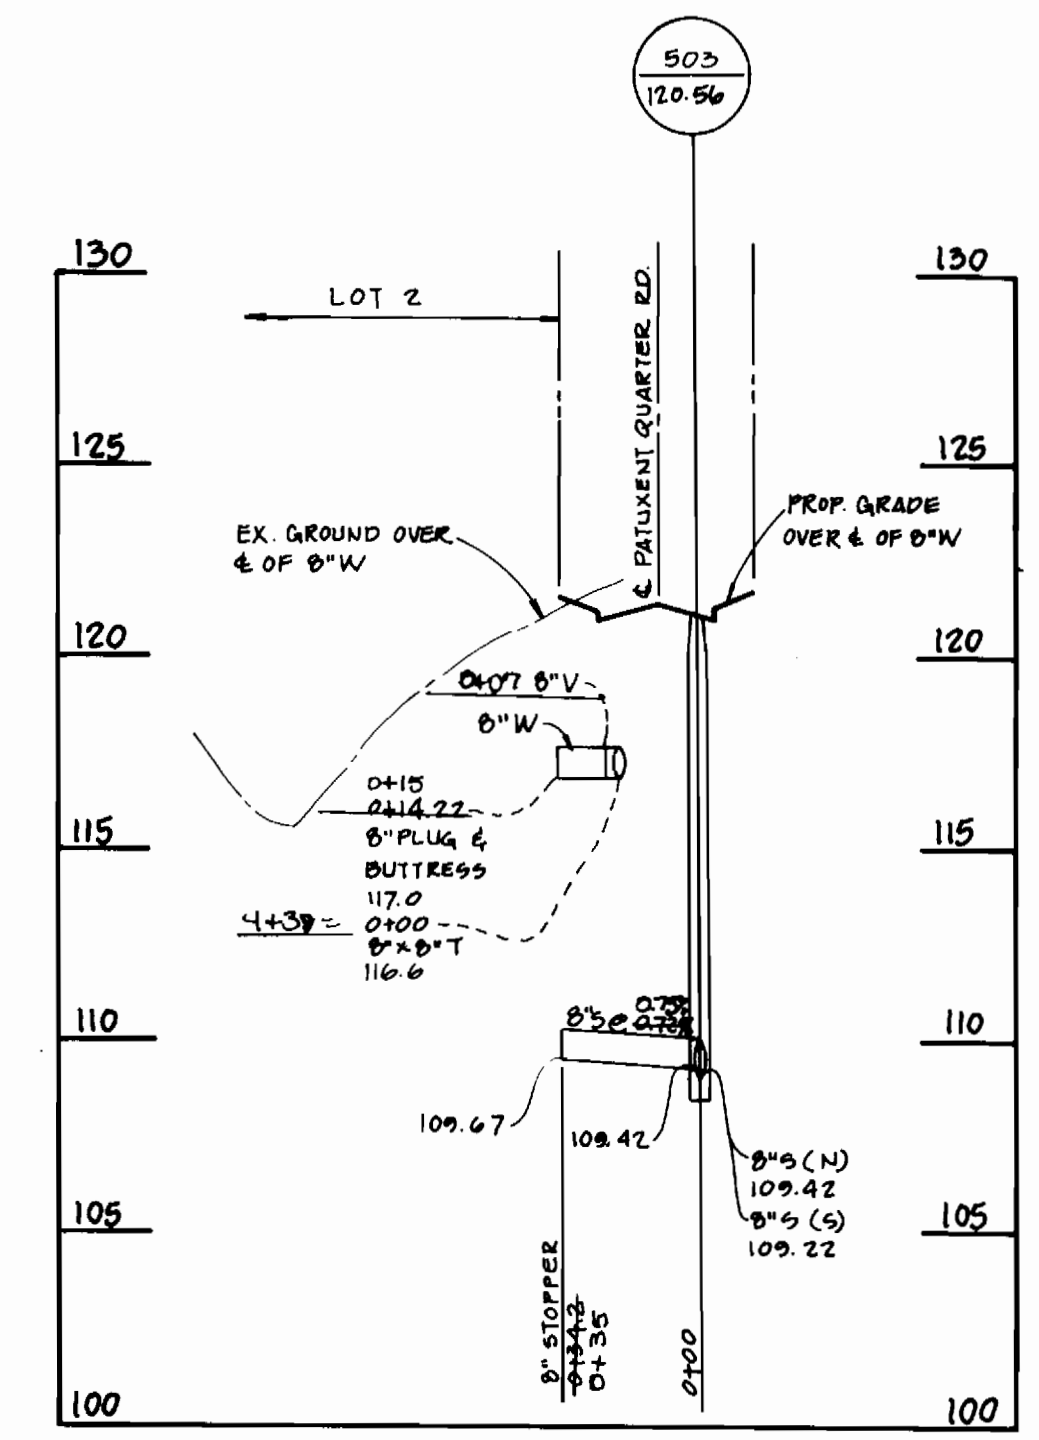 503
120.56
130
130
LOT 2
℄ PATUXENT QUARTER RD.
125
125
EX. GROUND OVER
℄ OF 8"W
PROP. GRADE
OVER ℄ OF 8"W
120
120
0+07 8"V
8"W
0+15
0+14.22
8" PLUG &
BUTTRESS
117.0
115
115
4+39 =
0+00
8"x8"T
116.6
110
110
0.75%
8"S @ 0.73%
109.67
109.42
8"S (N)
109.42
8"S (S)
109.22
105
105
8" STOPPER
0+34.2
0+35
0+00
100
100